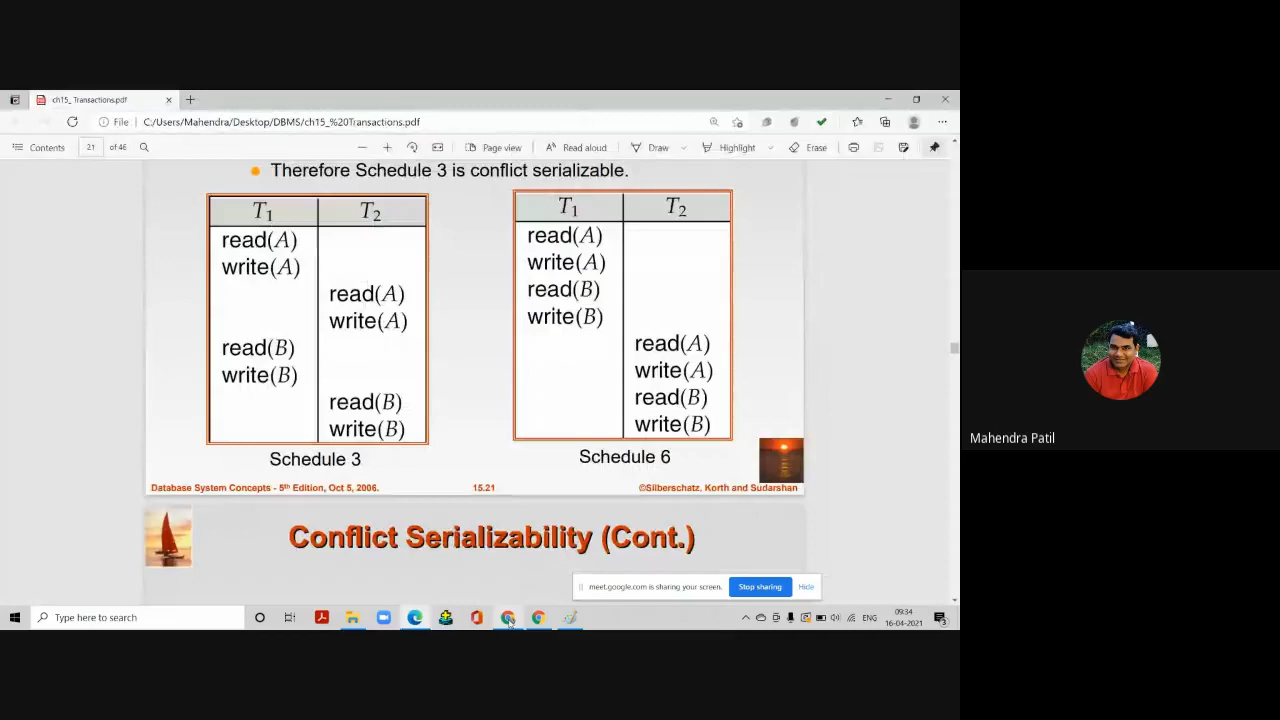 ch15_ Transactions.pdf
File
C:/Users/Mahendra/Desktop/DBMS/ch15_%20Transactions.pdf
Contents
21
of 46
Page view
Read aloud
Draw
Highlight
Erase
Therefore Schedule 3 is conflict serializable.
T1 T2
read(A)
write(A)
read(A)
write(A)
read(B)
write(B)
read(B)
write(B)
Schedule 3
T1 T2
read(A)
write(A)
read(B)
write(B)
read(A)
write(A)
read(B)
write(B)
Schedule 6
Database System Concepts - 5th Edition, Oct 5, 2006.
15.21
©Silberschatz, Korth and Sudarshan
Conflict Serializability (Cont.)
meet.google.com is sharing your screen.
Stop sharing
Hide
Type here to search
ENG
09:34
16-04-2021
3
Mahendra Patil